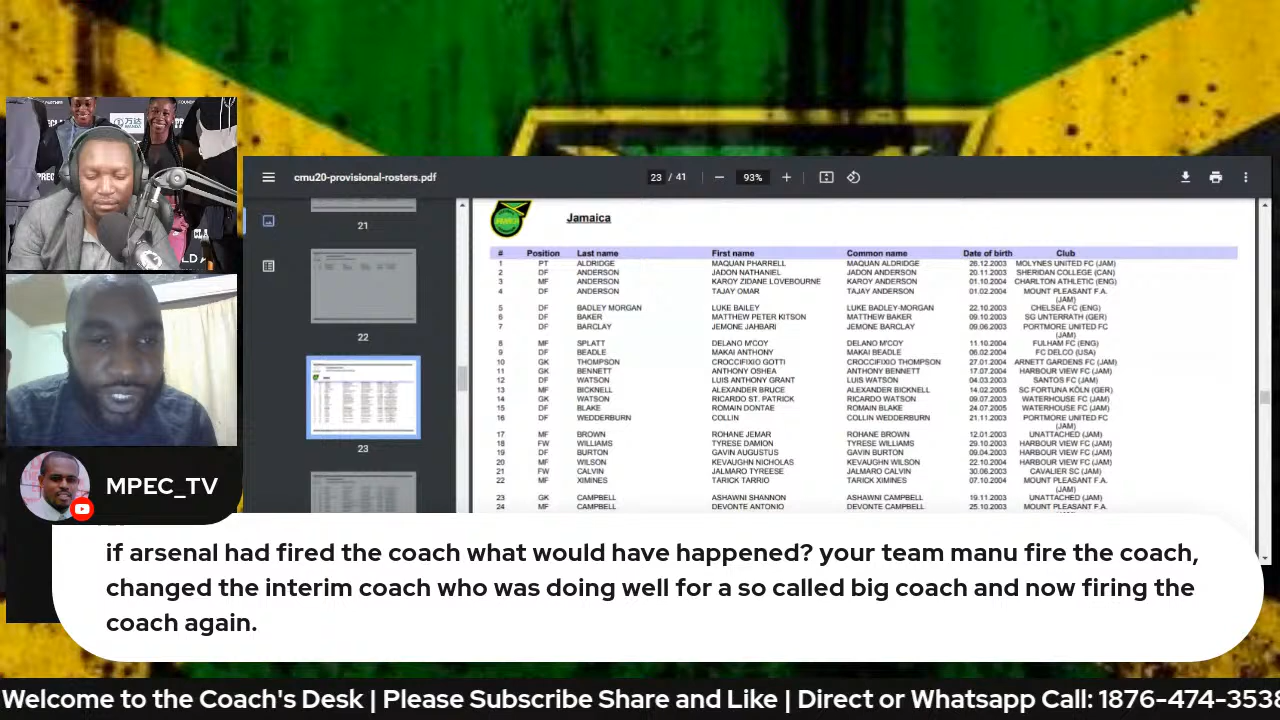 cmu20-provisional-rosters.pdf
23 / 41
93%
21
22
23
Jamaica
# Position Last name First name Common name Date of birth Club
1 PT ALDRIDGE MAQUAN PHARRELL MAQUAN ALDRIDGE 26.12.2003 MOLYNES UNITED FC (JAM)
2 DF ANDERSON JADON NATHANIEL JADON ANDERSON 20.11.2003 SHERIDAN COLLEGE (CAN)
3 MF ANDERSON KAROY ZIDANE LOVEBOURNE KAROY ANDERSON 01.10.2004 CHARLTON ATHLETIC (ENG)
4 DF ANDERSON TAJAY OMAR TAJAY ANDERSON 01.02.2004 MOUNT PLEASANT F.A.
(JAM)
5 DF BADLEY MORGAN LUKE BAILEY LUKE BADLEY-MORGAN 22.10.2003 CHELSEA FC (ENG)
6 DF BAKER MATTHEW PETER KITSON MATTHEW BAKER 09.10.2003 SG UNTERRATH (GER)
7 DF BARCLAY JEMONE JAHBARI JEMONE BARCLAY 09.06.2003 PORTMORE UNITED FC
(JAM)
8 MF SPLATT DELANO M'COY DELANO M'COY 11.10.2004 FULHAM FC (ENG)
9 DF BEADLE MAKAI ANTHONY MAKAI BEADLE 06.02.2004 FC DELCO (USA)
10 GK THOMPSON CROCCIFIXIO GOTTI CROCCIFIXIO THOMPSON 27.01.2004 ARNETT GARDENS FC (JAM)
11 GK BENNETT ANTHONY OSHEA ANTHONY BENNETT 17.07.2004 HARBOUR VIEW FC (JAM)
12 DF WATSON LUIS ANTHONY GRANT LUIS WATSON 04.03.2003 SANTOS FC (JAM)
13 MF BICKNELL ALEXANDER BRUCE ALEXANDER BICKNELL 14.02.2005 SC FORTUNA KÖLN (GER)
14 GK WATSON RICARDO ST. PATRICK RICARDO WATSON 09.07.2003 WATERHOUSE FC (JAM)
15 DF BLAKE ROMAIN DONTAE ROMAIN BLAKE 24.07.2005 WATERHOUSE FC (JAM)
16 DF WEDDERBURN COLLIN COLLIN WEDDERBURN 21.11.2003 PORTMORE UNITED FC
(JAM)
17 MF BROWN ROHANE JEMAR ROHANE BROWN 12.01.2003 UNATTACHED (JAM)
18 FW WILLIAMS TYRESE DAMION TYRESE WILLIAMS 29.10.2003 HARBOUR VIEW FC (JAM)
19 DF BURTON GAVIN AUGUSTUS GAVIN BURTON 09.04.2003 HARBOUR VIEW FC (JAM)
20 MF WILSON KEVAUGHN NICHOLAS KEVAUGHN WILSON 22.10.2004 HARBOUR VIEW FC (JAM)
21 FW CALVIN JALMARO TYREESE JALMARO CALVIN 30.06.2003 CAVALIER SC (JAM)
22 MF XIMINES TARICK TARRIO TARICK XIMINES 07.10.2004 MOUNT PLEASANT F.A.
(JAM)
23 GK CAMPBELL ASHAWNI SHANNON ASHAWNI CAMPBELL 19.11.2003 UNATTACHED (JAM)
24 MF CAMPBELL DEVONTE ANTONIO DEVONTE CAMPBELL 25.10.2003 MOUNT PLEASANT F.A.
MPEC_TV
if arsenal had fired the coach what would have happened? your team manu fire the coach,
changed the interim coach who was doing well for a so called big coach and now firing the
coach again.
Welcome to the Coach's Desk | Please Subscribe Share and Like | Direct or Whatsapp Call: 1876-474-3538